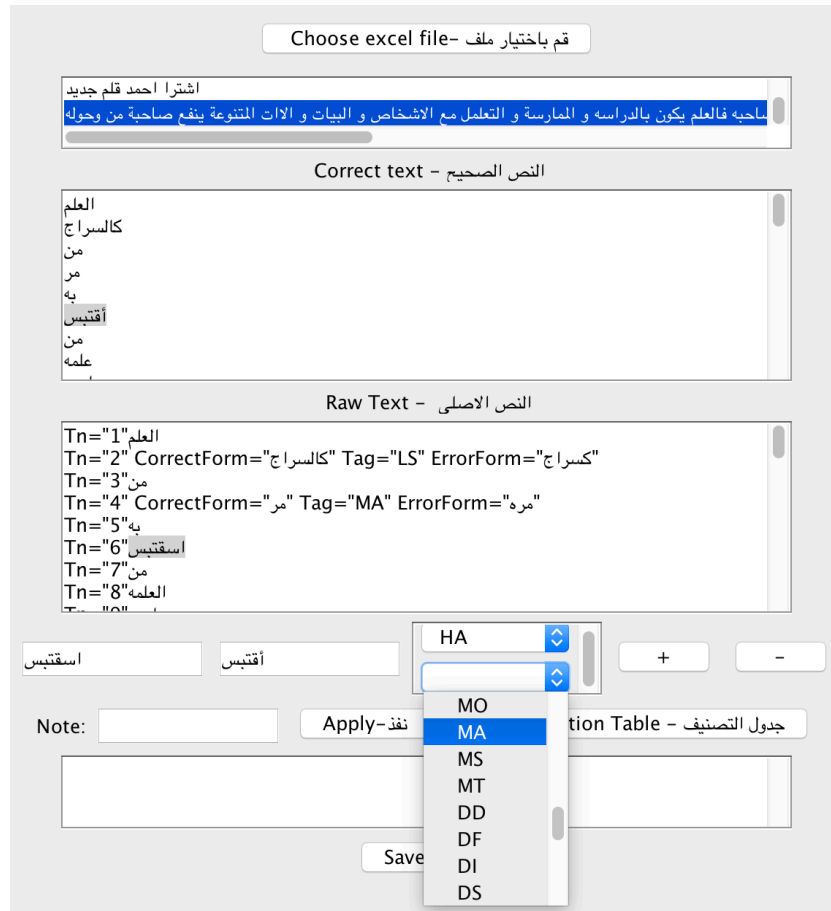 Choose excel file- قم باختيار ملف
اشترا احمد قلم جديد
صاحبه فالعلم يكون بالدراسه و الممارسة و التعلمل مع الاشخاص و البيات و الاات المتنوعة ينفع صاحبة من وحوله
Correct text - النص الصحيح
العلم
كالسراج
من
مر
به
أقتبس
من
علمه
Raw Text - النص الاصلي
Tn="1"العلم
Tn="2" CorrectForm="كالسراج" Tag="LS" ErrorForm="كسراج"
Tn="3"من
Tn="4" CorrectForm="مر" Tag="MA" ErrorForm="مره"
Tn="5"به
Tn="6"اسقتبس
Tn="7"من
Tn="8"العلمه
اسقتبس أقتبس HA + -
Note: Apply-نفذ tion Table - جدول التصنيف
MO
MA
MS
MT
DD
DF
DI
DS
Save